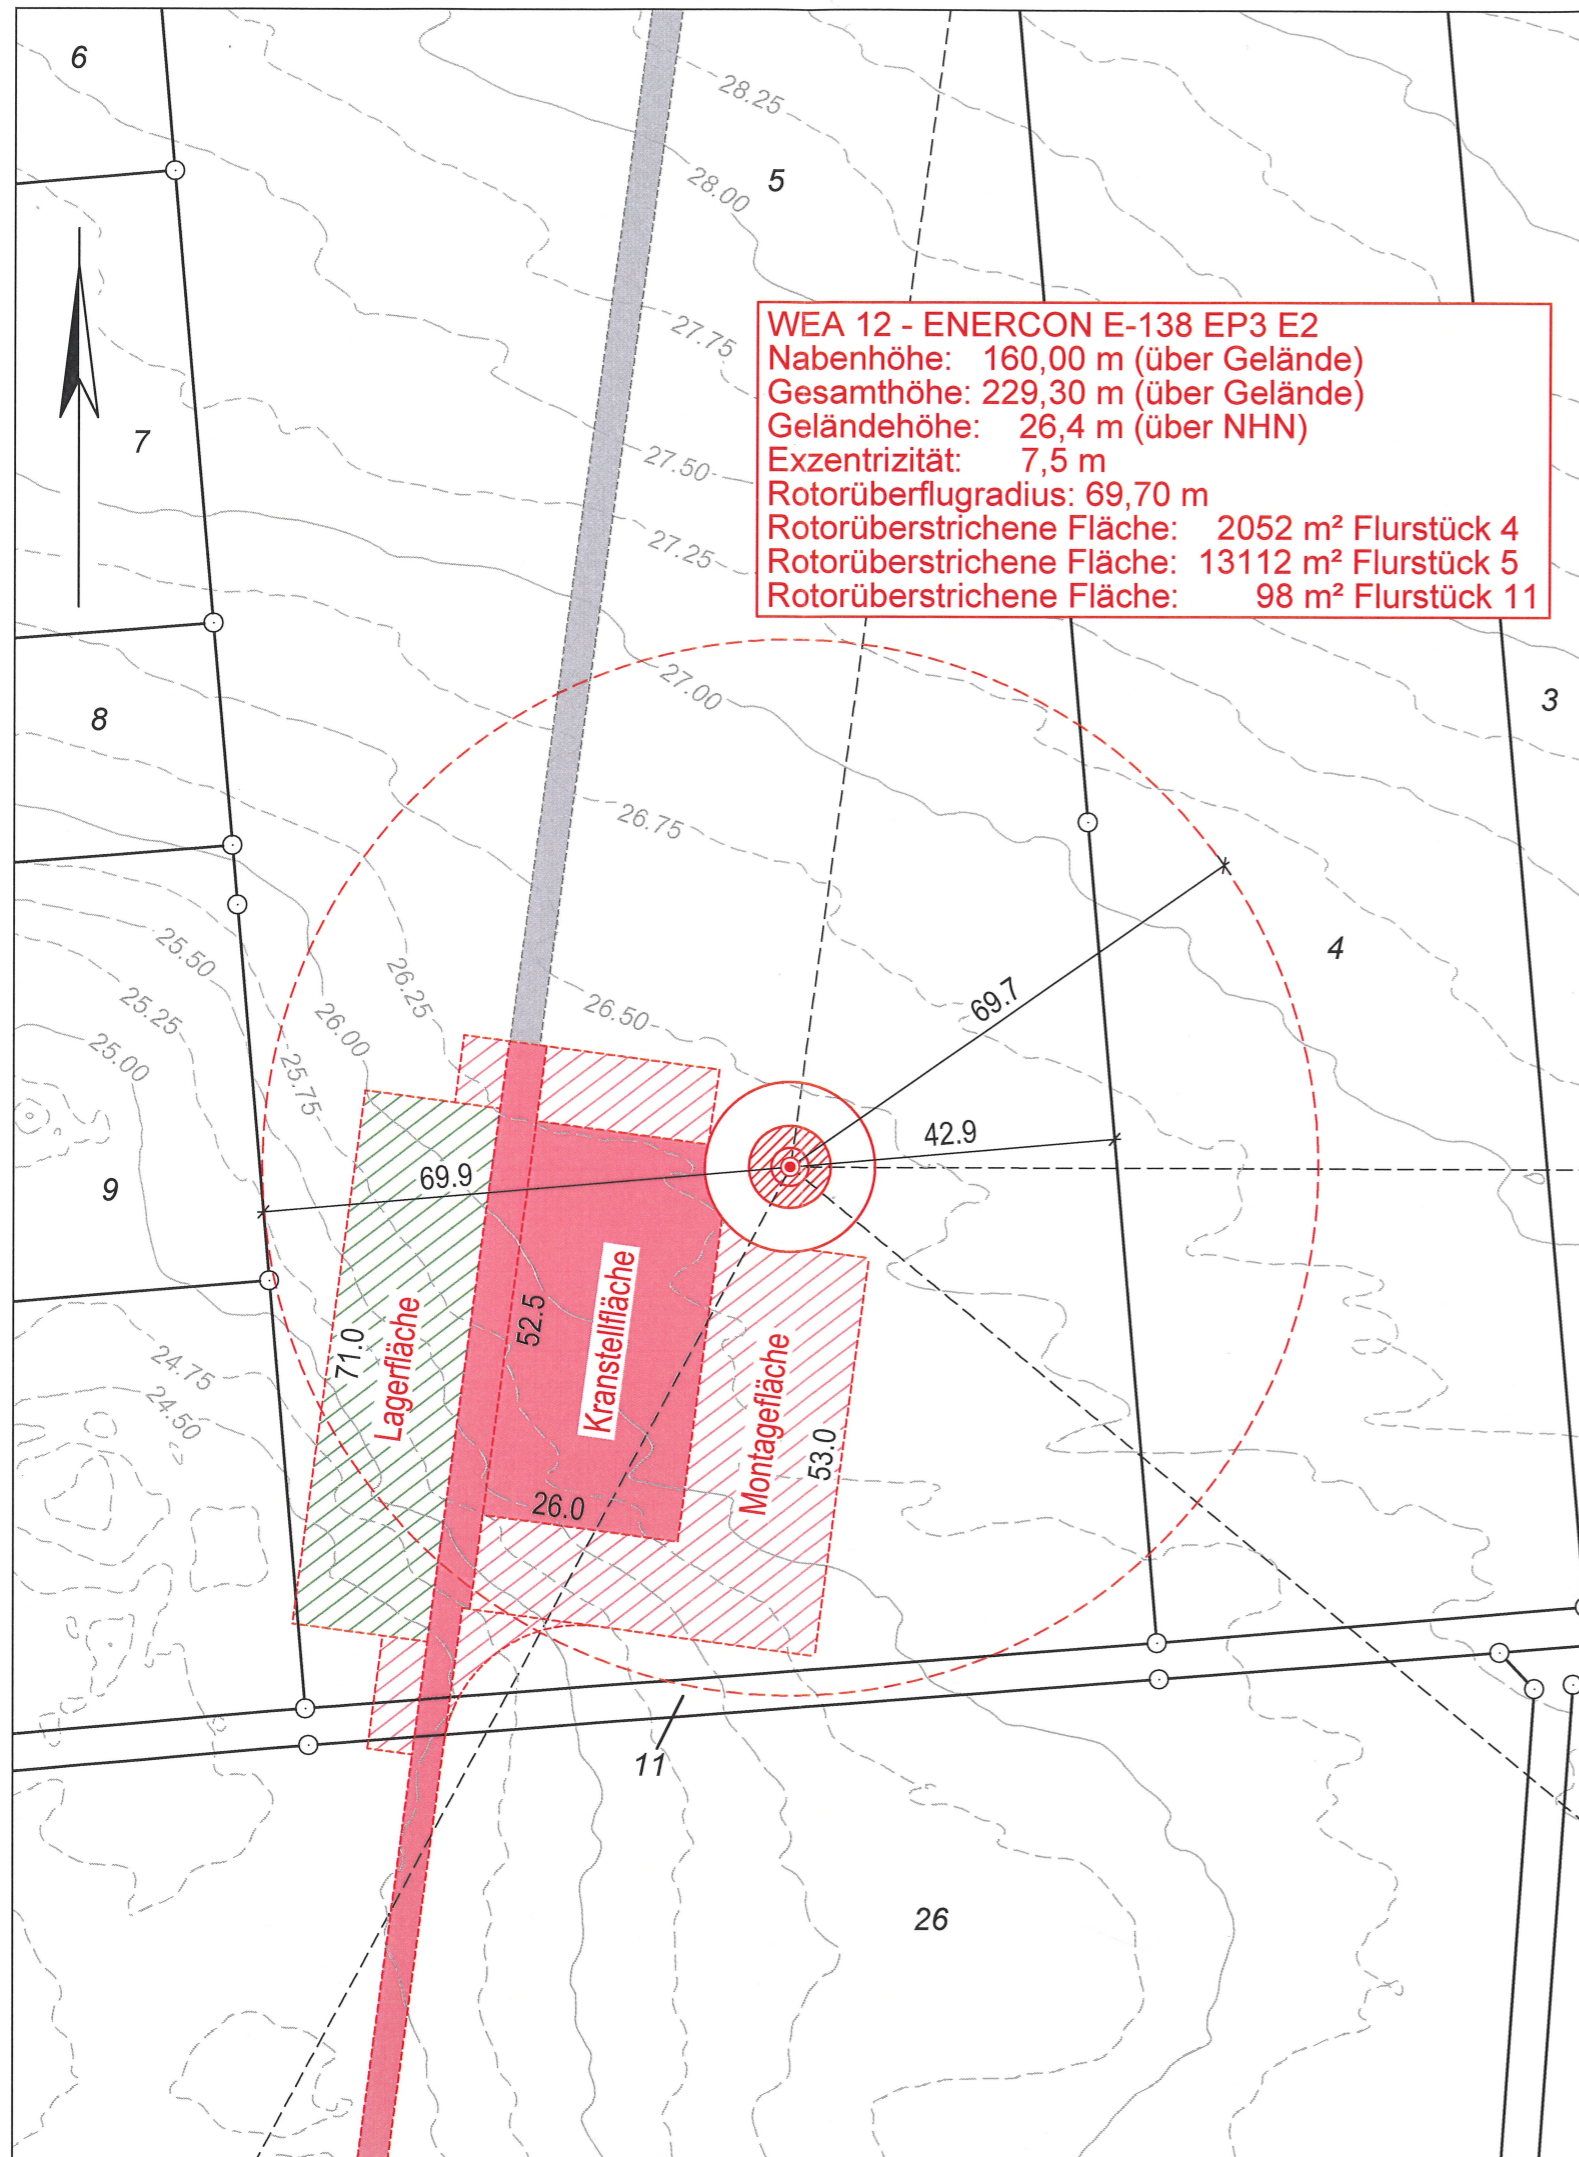 6
28.25
5
28.00
WEA 12 - ENERCON E-138 EP3 E2
Nabenhöhe: 160,00 m (über Gelände)
Gesamthöhe: 229,30 m (über Gelände)
Geländehöhe: 26,4 m (über NHN)
Exzentrizität: 7,5 m
Rotorüberflugradius: 69,70 m
Rotorüberstrichene Fläche: 2052 m² Flurstück 4
Rotorüberstrichene Fläche: 13112 m² Flurstück 5
Rotorüberstrichene Fläche: 98 m² Flurstück 11
27.75
7
27.50
27.25
27.00
3
8
26.75
25.50
26.25
4
25.25
26.00
26.50
69.7
25.00
25.75
42.9
69.9
9
Kranstellfläche
52.5
Lagerfläche
71.0
24.75
24.50
Montagefläche
53.0
26.0
11
26